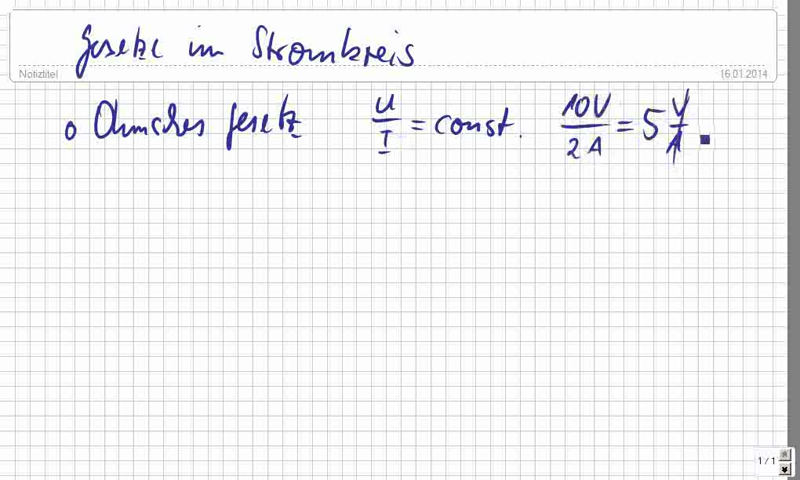 Gesetze im Stromkreis
Notiztitel 16.01.2014
o Ohmsches Gesetz U/I = const. 10V/2A = 5 V/A
1/1